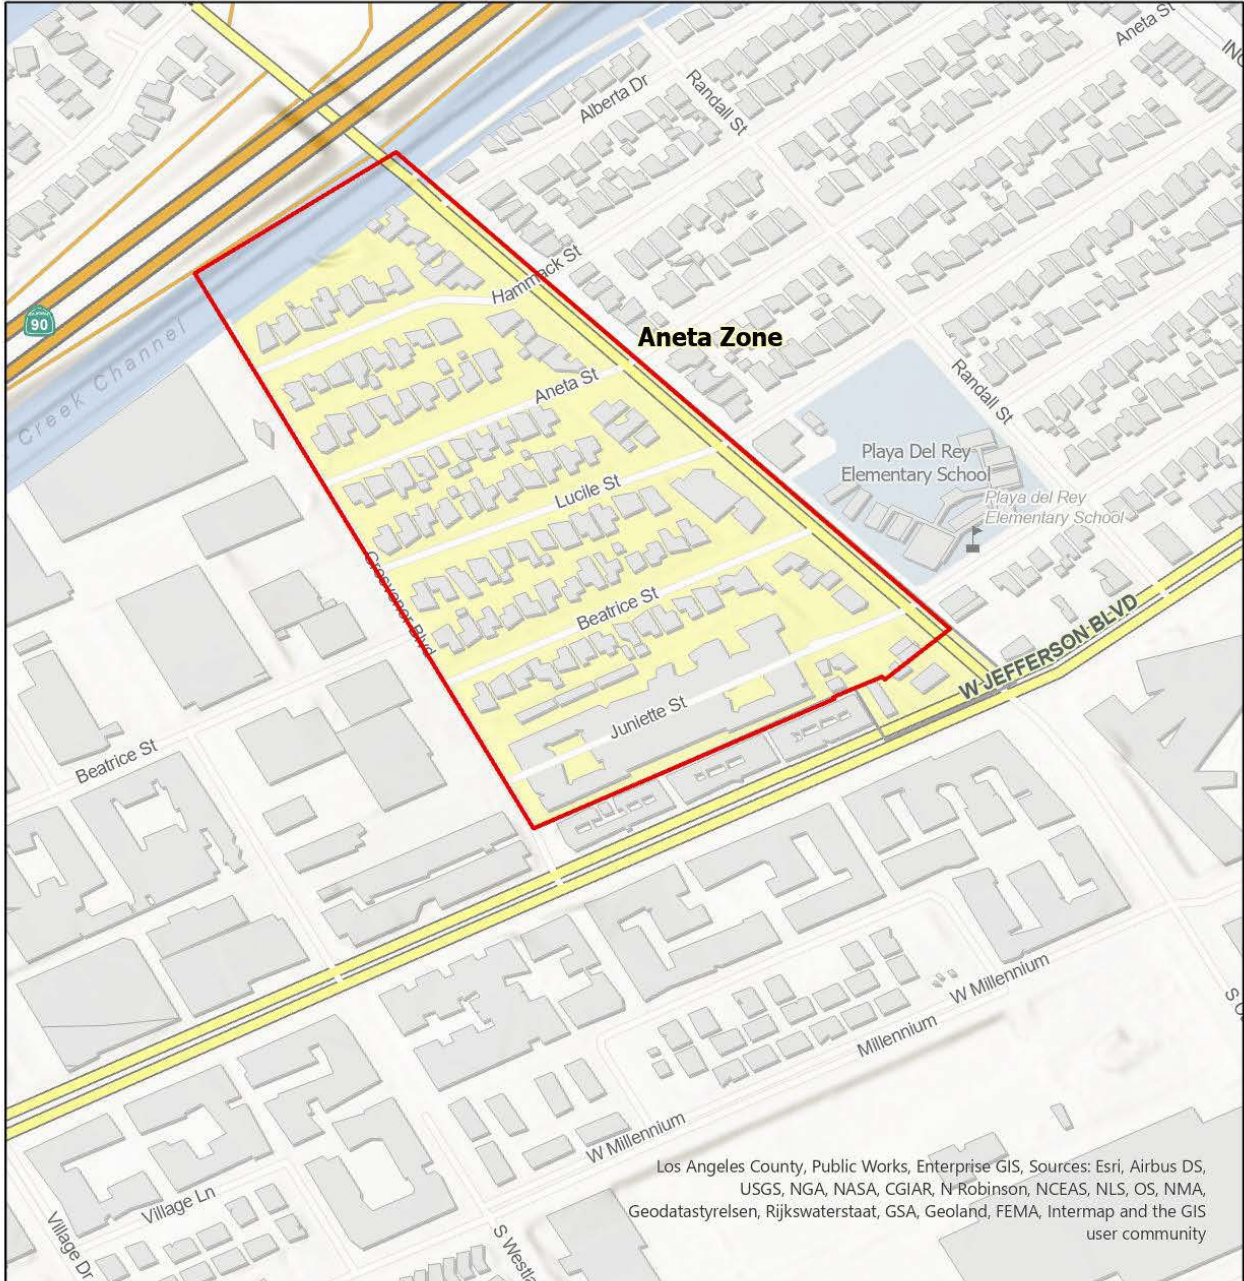 Aneta St
Alberta Dr
Randall St
Hammack St
90
Creek Channel
Aneta Zone
Aneta St
Randall St
Playa Del Rey
Elementary School
Playa del Rey
Elementary School
Lucile St
Grosvenor Blvd
Beatrice St
W JEFFERSON BLVD
Juniette St
Beatrice St
W Millennium
Millennium
W Millennium
Village Ln
Village Dr
Los Angeles County, Public Works, Enterprise GIS, Sources: Esri, Airbus DS,
USGS, NGA, NASA, CGIAR, N Robinson, NCEAS, NLS, OS, NMA,
Geodatastyrelsen, Rijkswaterstaat, GSA, Geoland, FEMA, Intermap and the GIS
user community